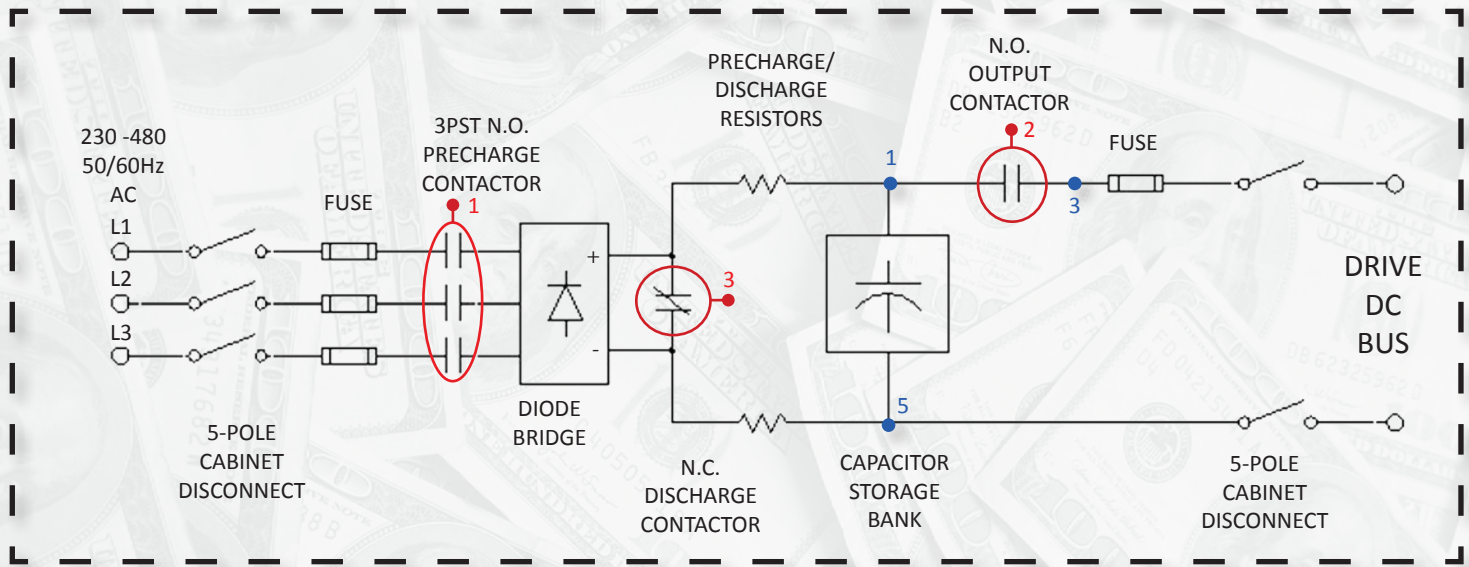 230 -480
50/60Hz
AC
L1
L2
L3
5-POLE
CABINET
DISCONNECT
FUSE
3PST N.O.
PRECHARGE
CONTACTOR
1
DIODE
BRIDGE
+
-
PRECHARGE/
DISCHARGE
RESISTORS
3
N.C.
DISCHARGE
CONTACTOR
1
5
CAPACITOR
STORAGE
BANK
N.O.
OUTPUT
CONTACTOR
2
3
FUSE
DRIVE
DC
BUS
5-POLE
CABINET
DISCONNECT